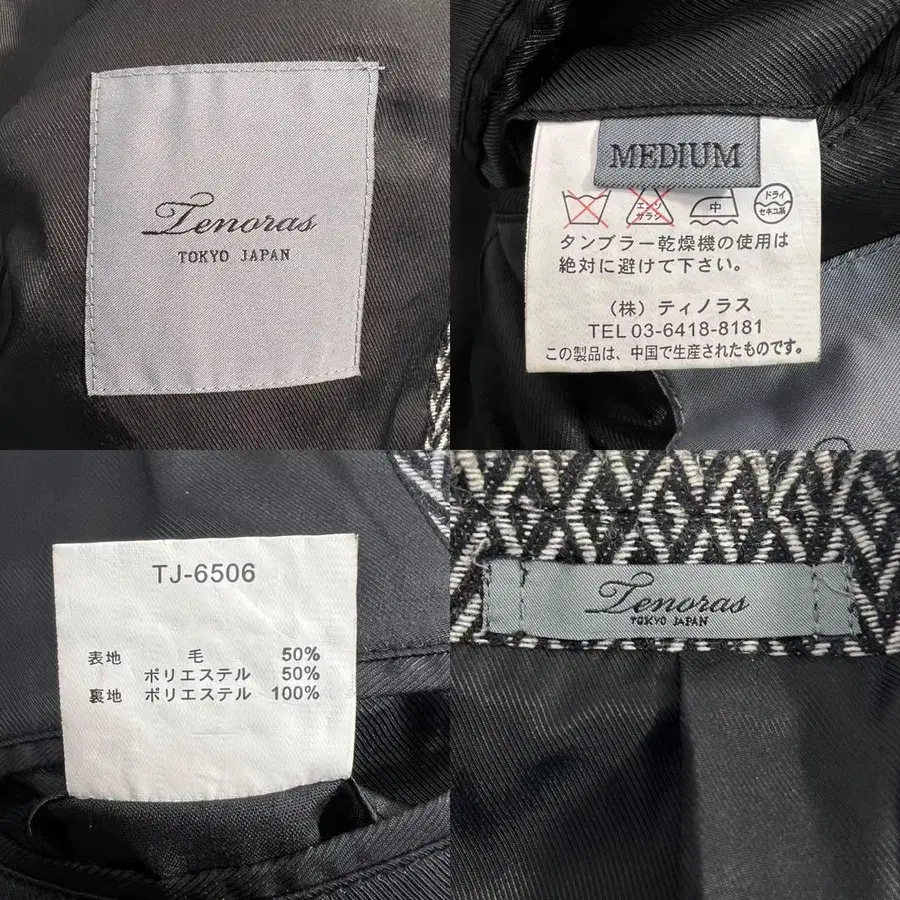 Tenoras
TOKYO JAPAN
MEDIUM
エンソ
サラシ
中
ドライ
セキユ系
タンブラー乾燥機の使用は
絶対に避けて下さい。
(株) ティノラス
TEL 03-6418-8181
この製品は、中国で生産されたものです。
TJ-6506
表地 毛 50%
ポリエステル 50%
裏地 ポリエステル 100%
Tenoras
TOKYO JAPAN